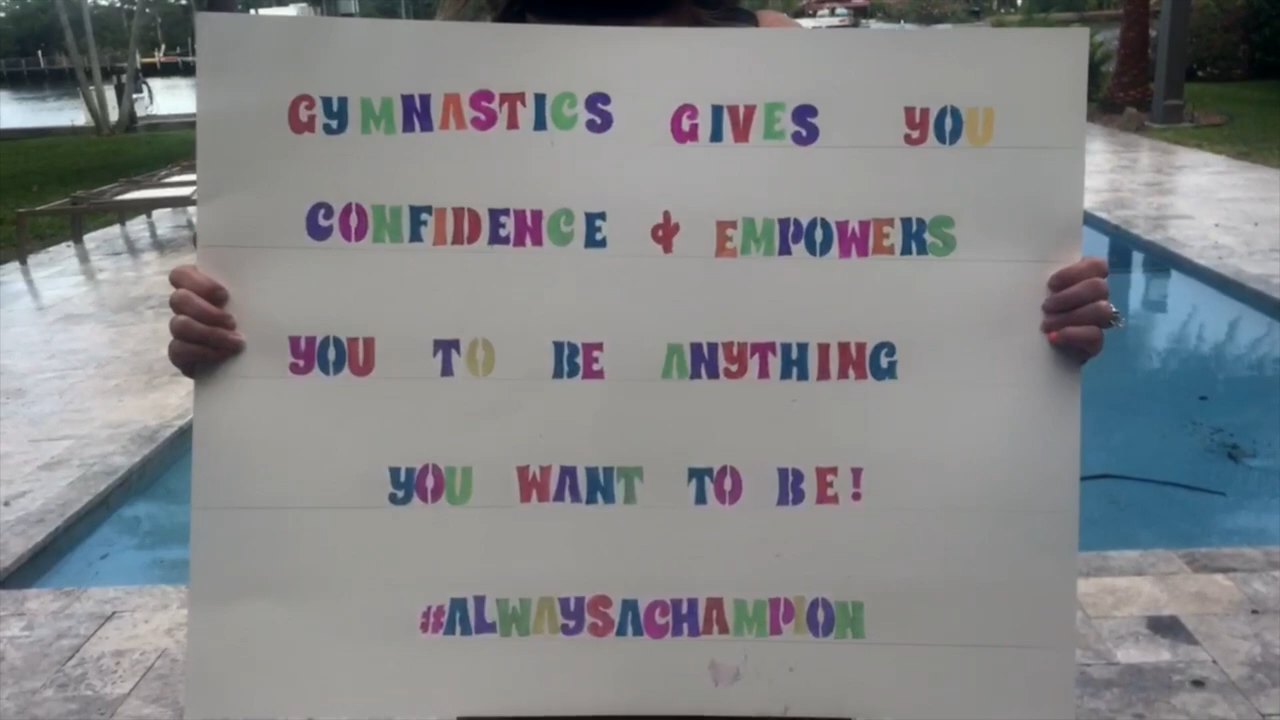 GYMNASTICS GIVES YOU
CONFIDENCE & EMPOWERS
YOU TO BE ANYTHING
YOU WANT TO BE!
#ALWAYSACHAMPION